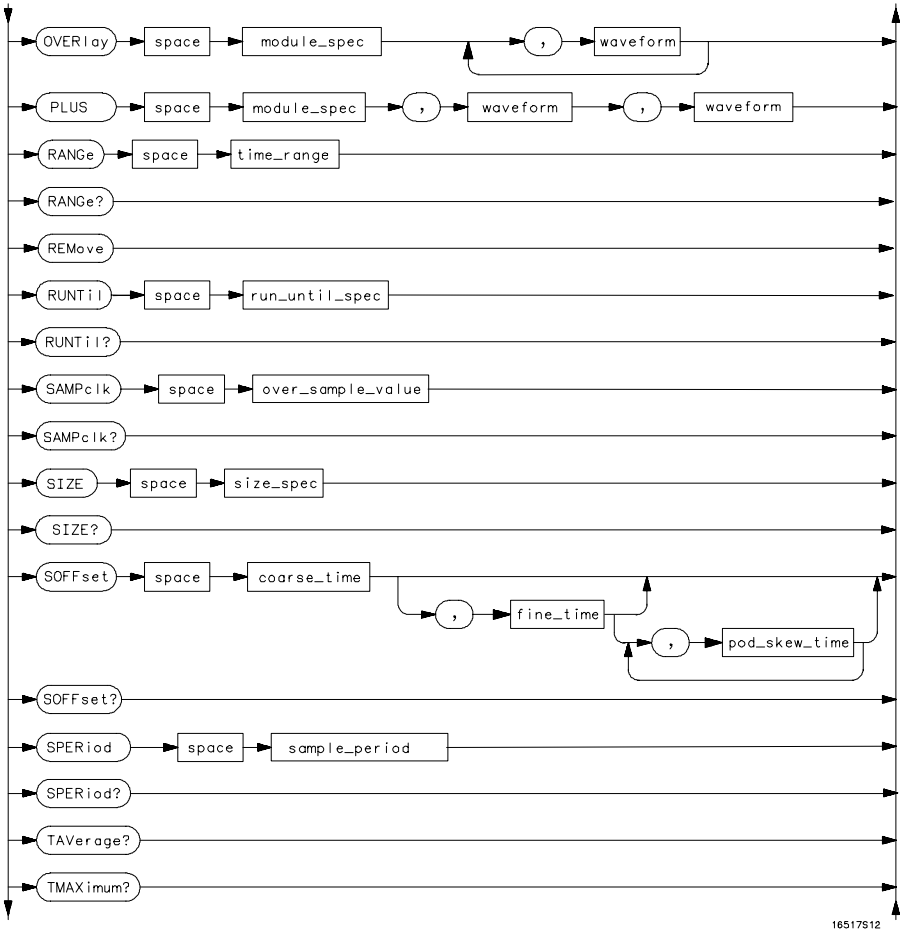 OVERlay space module_spec , waveform
PLUS space module_spec , waveform , waveform
RANGe space time_range
RANGe?
REMove
RUNTil space run_until_spec
RUNTil?
SAMPclk space over_sample_value
SAMPclk?
SIZE space size_spec
SIZE?
SOFFset space coarse_time
, fine_time
, pod_skew_time
SOFFset?
SPERiod space sample_period
SPERiod?
TAVerage?
TMAXimum?
16517S12